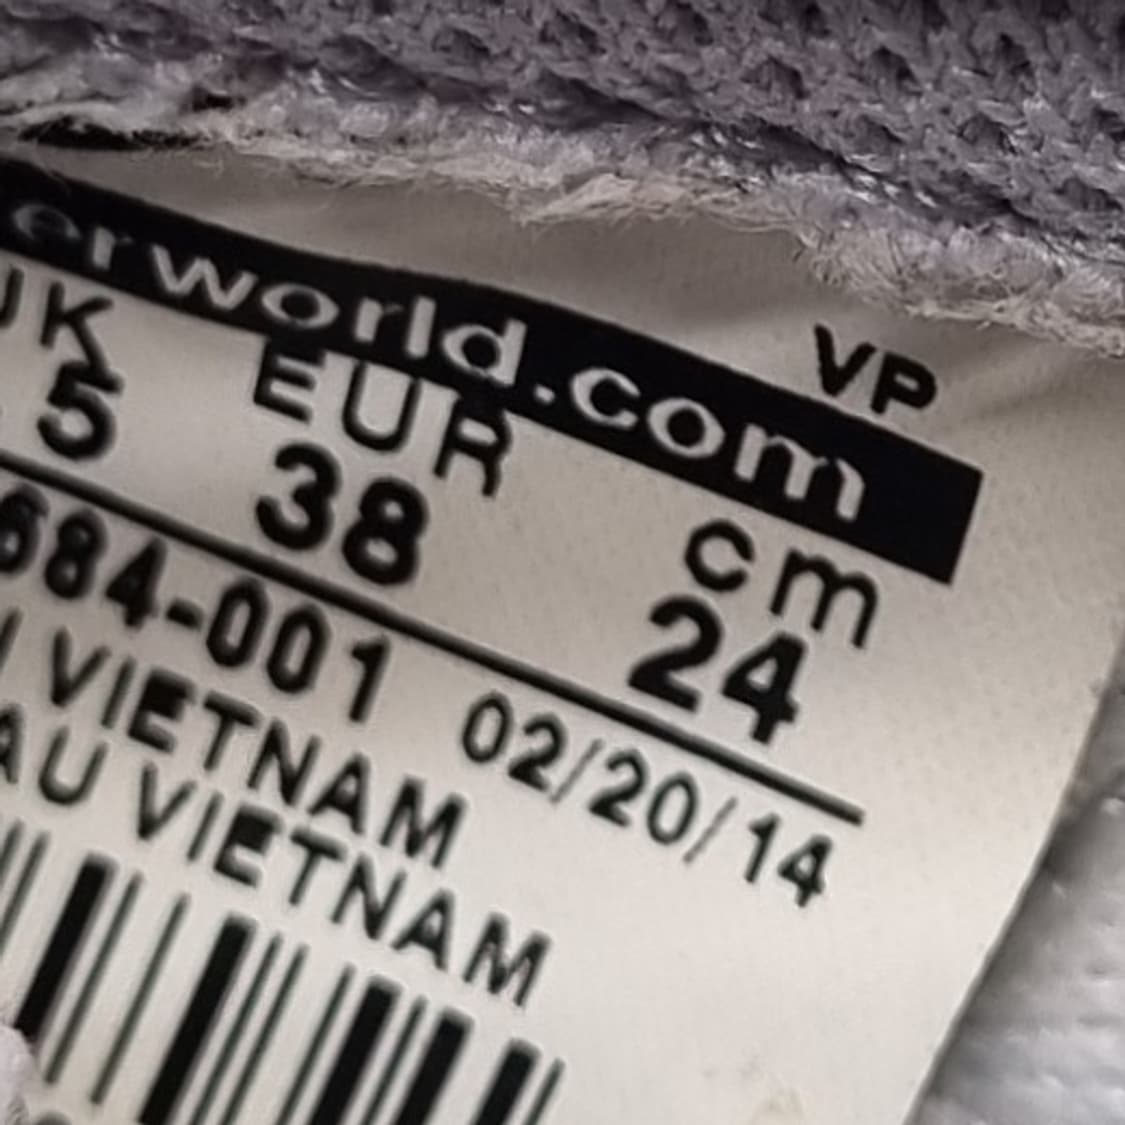 VP
erworld.com
UK EUR cm
5 38 24
684-001 02/20/14
VIETNAM
AU VIETNAM